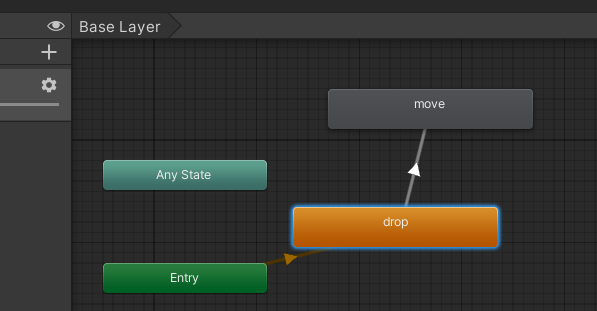 Base Layer
move
Any State
drop
Entry